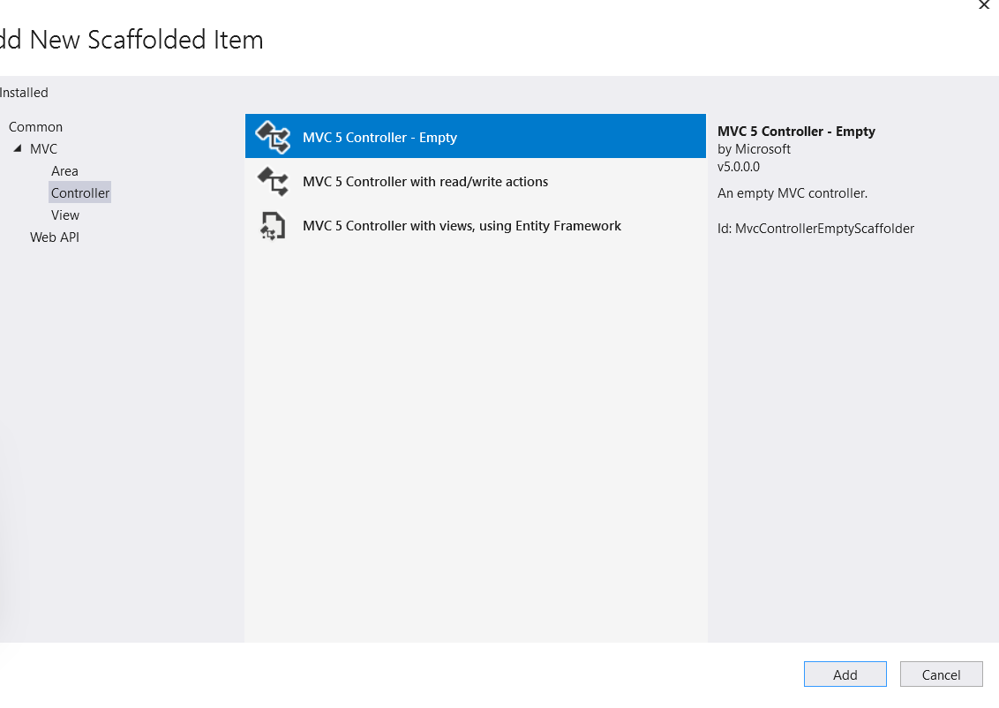 dd New Scaffolded Item
Installed
Common
MVC
Area
Controller
View
Web API
MVC 5 Controller - Empty
MVC 5 Controller with read/write actions
MVC 5 Controller with views, using Entity Framework
MVC 5 Controller - Empty
by Microsoft
v5.0.0.0
An empty MVC controller.
Id: MvcControllerEmptyScaffolder
Add
Cancel